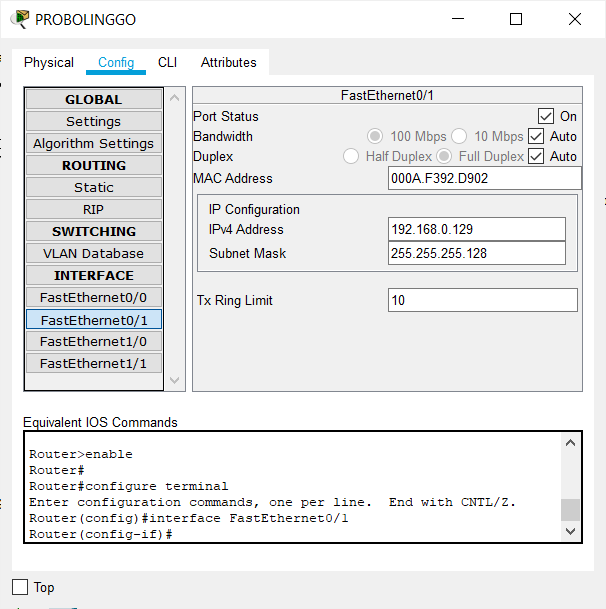 PROBOLINGGO
Physical Config CLI Attributes
GLOBAL
Settings
Algorithm Settings
ROUTING
Static
RIP
SWITCHING
VLAN Database
INTERFACE
FastEthernet0/0
FastEthernet0/1
FastEthernet1/0
FastEthernet1/1
FastEthernet0/1
Port Status On
Bandwidth 100 Mbps 10 Mbps Auto
Duplex Half Duplex Full Duplex Auto
MAC Address 000A.F392.D902
IP Configuration
IPv4 Address 192.168.0.129
Subnet Mask 255.255.255.128
Tx Ring Limit 10
Equivalent IOS Commands
Router>enable
Router#
Router#configure terminal
Enter configuration commands, one per line. End with CNTL/Z.
Router(config)#interface FastEthernet0/1
Router(config-if)#
Top